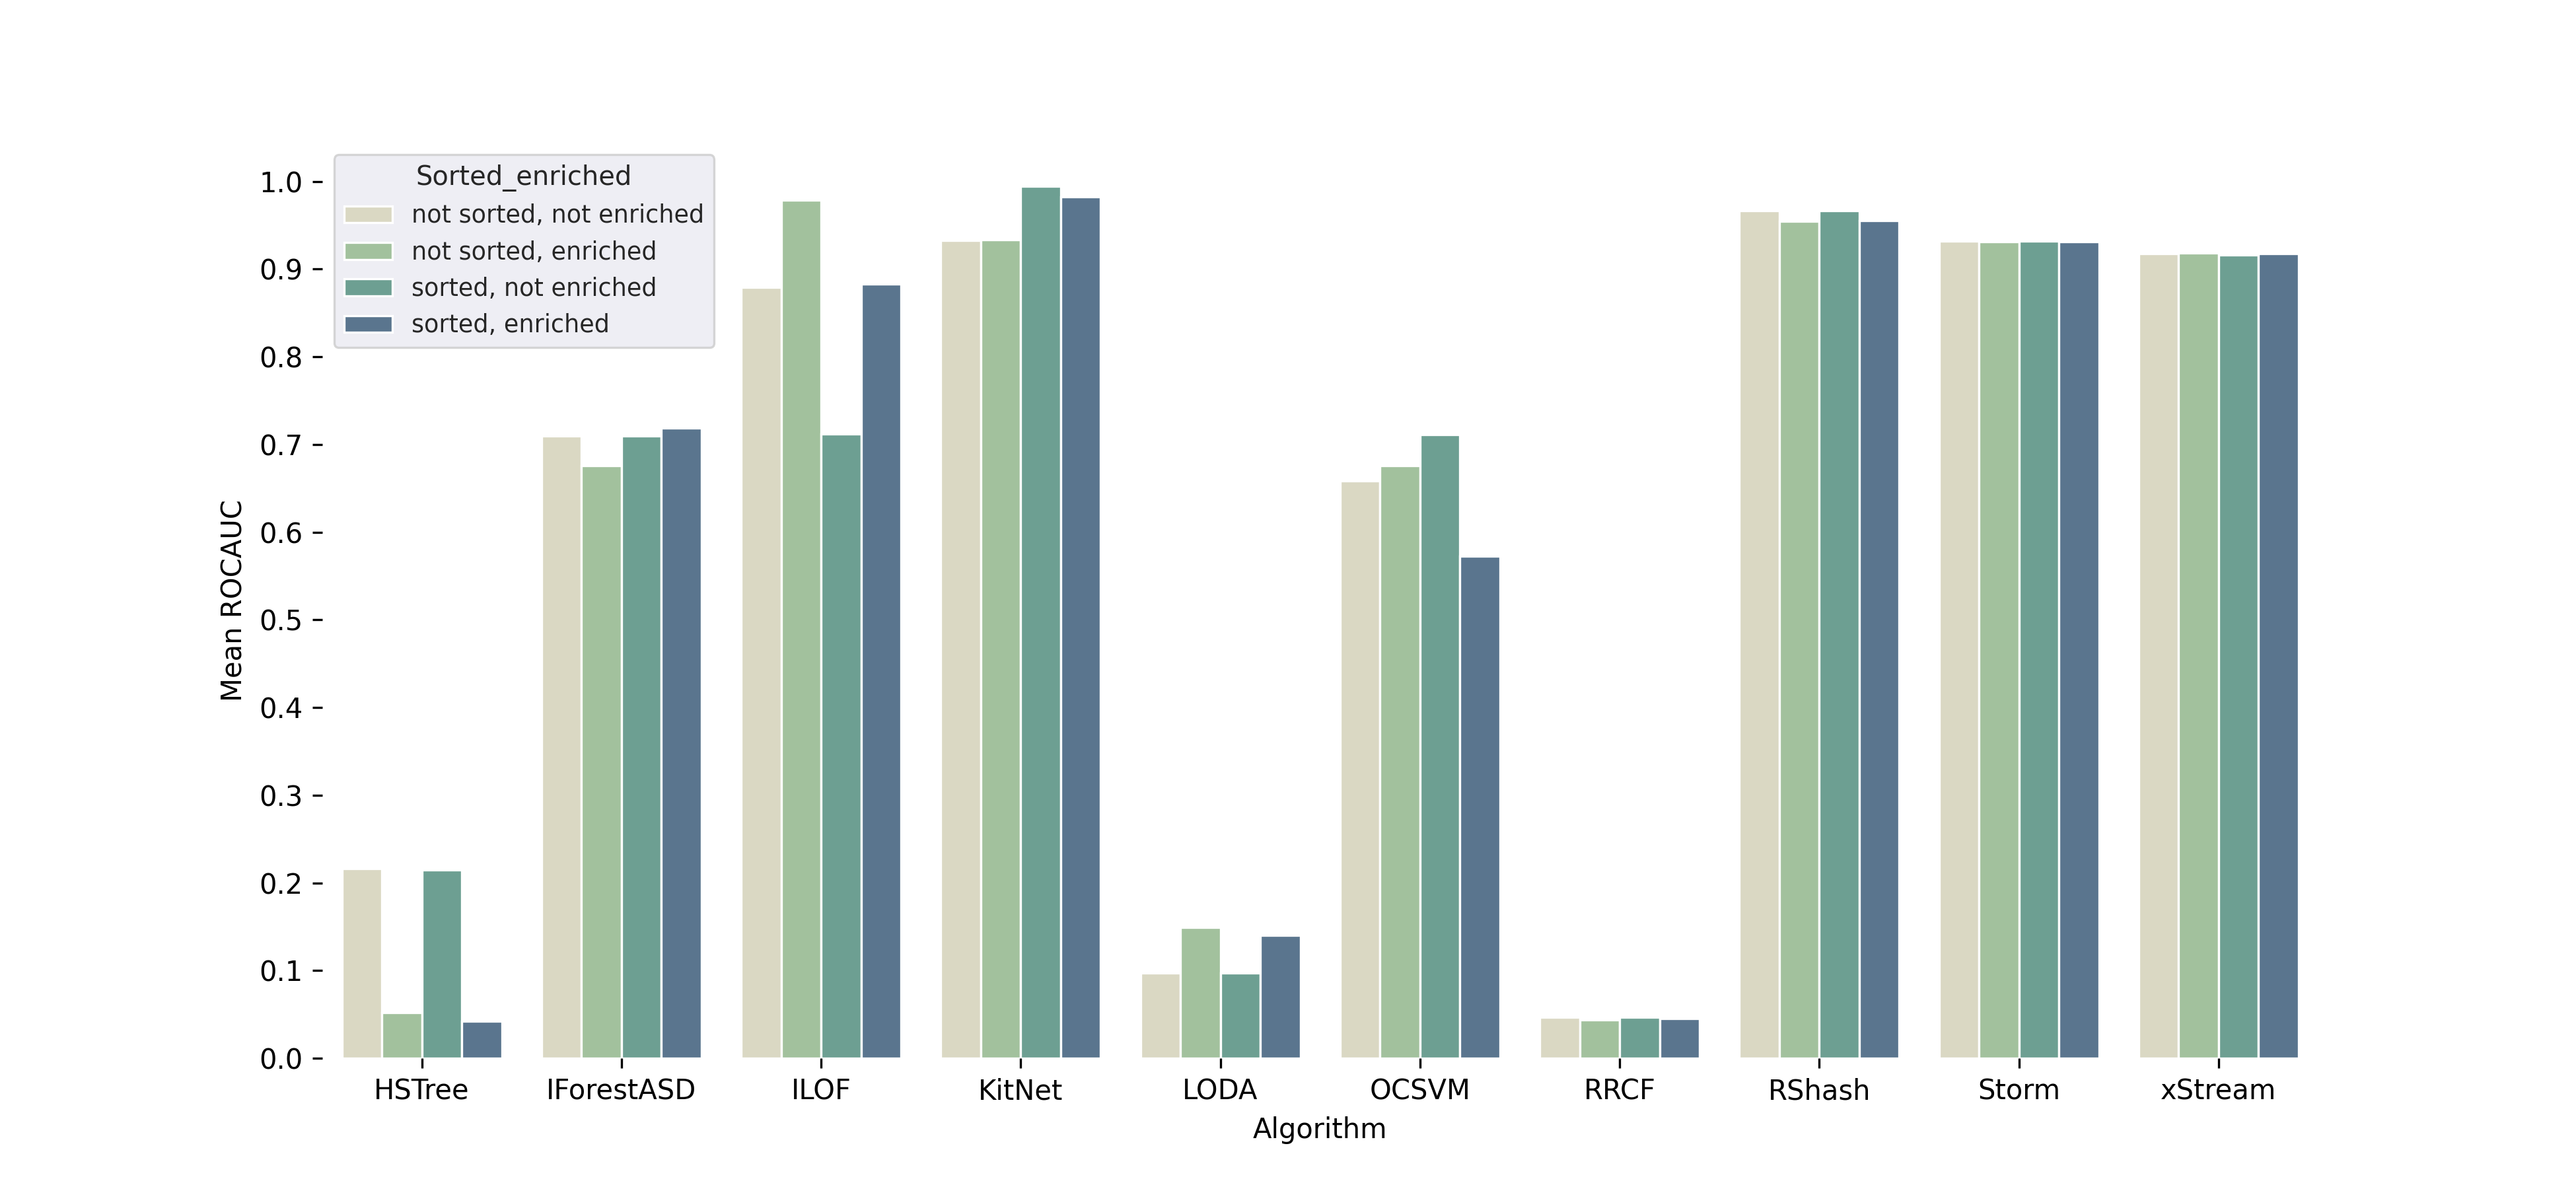 Sorted_enriched
not sorted, not enriched
not sorted, enriched
sorted, not enriched
sorted, enriched
Mean ROCAUC
1.0
0.9
0.8
0.7
0.6
0.5
0.4
0.3
0.2
0.1
0.0
HSTree IForestASD ILOF KitNet LODA OCSVM RRCF RShash Storm xStream
Algorithm